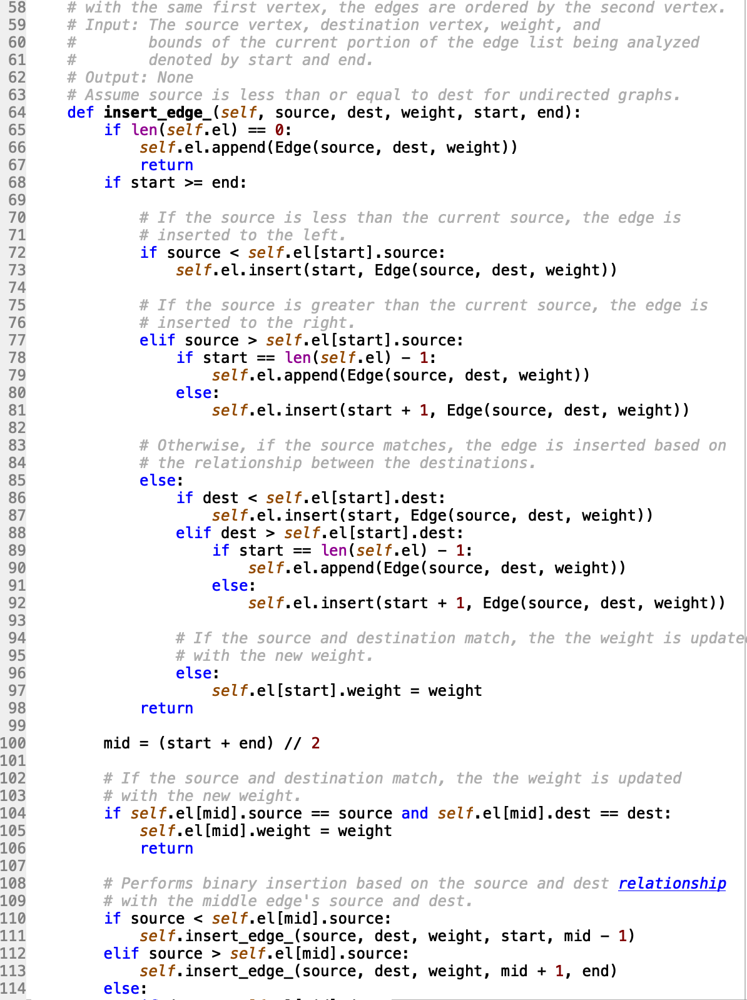 58 # with the same first vertex, the edges are ordered by the second vertex.
59 # Input: The source vertex, destination vertex, weight, and
60 #        bounds of the current portion of the edge list being analyzed
61 #        denoted by start and end.
62 # Output: None
63 # Assume source is less than or equal to dest for undirected graphs.
64 def insert_edge_(self, source, dest, weight, start, end):
65     if len(self.el) == 0:
66         self.el.append(Edge(source, dest, weight))
67         return
68     if start >= end:
69
70         # If the source is less than the current source, the edge is
71         # inserted to the left.
72         if source < self.el[start].source:
73             self.el.insert(start, Edge(source, dest, weight))
74
75         # If the source is greater than the current source, the edge is
76         # inserted to the right.
77         elif source > self.el[start].source:
78             if start == len(self.el) - 1:
79                 self.el.append(Edge(source, dest, weight))
80             else:
81                 self.el.insert(start + 1, Edge(source, dest, weight))
82
83         # Otherwise, if the source matches, the edge is inserted based on
84         # the relationship between the destinations.
85         else:
86             if dest < self.el[start].dest:
87                 self.el.insert(start, Edge(source, dest, weight))
88             elif dest > self.el[start].dest:
89                 if start == len(self.el) - 1:
90                     self.el.append(Edge(source, dest, weight))
91                 else:
92                     self.el.insert(start + 1, Edge(source, dest, weight))
93
94             # If the source and destination match, the the weight is update
95             # with the new weight.
96             else:
97                 self.el[start].weight = weight
98         return
99
100     mid = (start + end) // 2
101
102     # If the source and destination match, the the weight is updated
103     # with the new weight.
104     if self.el[mid].source == source and self.el[mid].dest == dest:
105         self.el[mid].weight = weight
106         return
107
108     # Performs binary insertion based on the source and dest relationship
109     # with the middle edge's source and dest.
110     if source < self.el[mid].source:
111         self.insert_edge_(source, dest, weight, start, mid - 1)
112     elif source > self.el[mid].source:
113         self.insert_edge_(source, dest, weight, mid + 1, end)
114     else: